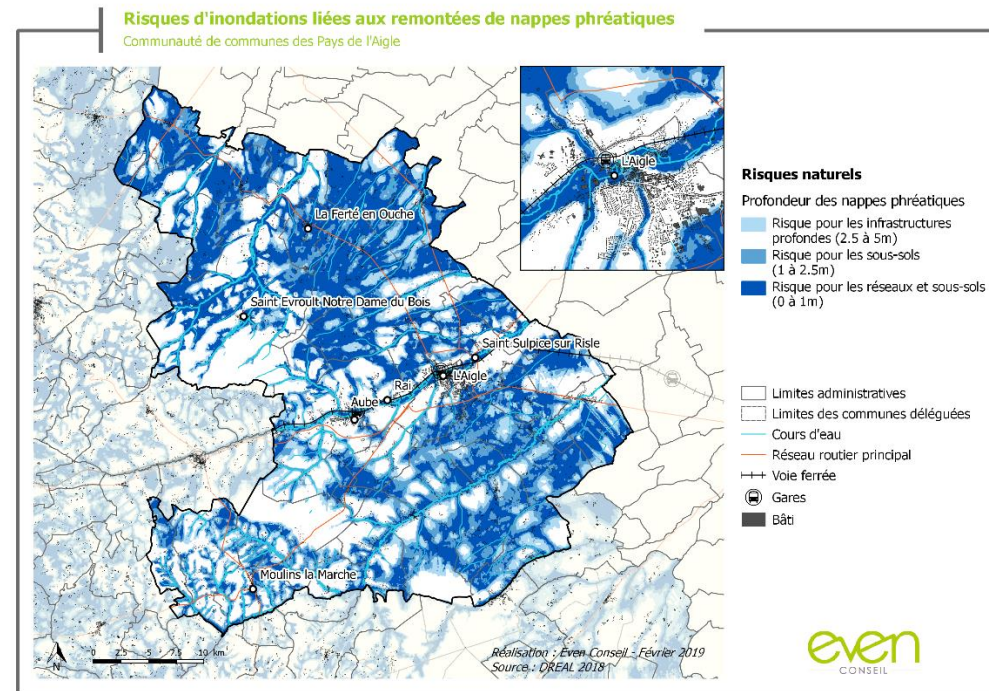 Risques d'inondations liées aux remontées de nappes phréatiques
Communauté de communes des Pays de l'Aigle
L'Aigle
La Ferté en Ouche
Saint Evroult Notre Dame du Bois
Saint Sulpice sur Risle
L'Aigle
Rai
Aube
Moulins la Marche
N
0 2.5 5 7.5 10 km
Réalisation : Even Conseil - Février 2019
Source : DREAL 2018
Risques naturels
Profondeur des nappes phréatiques
Risque pour les infrastructures
profondes (2.5 à 5m)
Risque pour les sous-sols
(1 à 2.5m)
Risque pour les réseaux et sous-sols
(0 à 1m)
Limites administratives
Limites des communes déléguées
Cours d'eau
Réseau routier principal
Voie ferrée
Gares
Bâti
even
CONSEIL